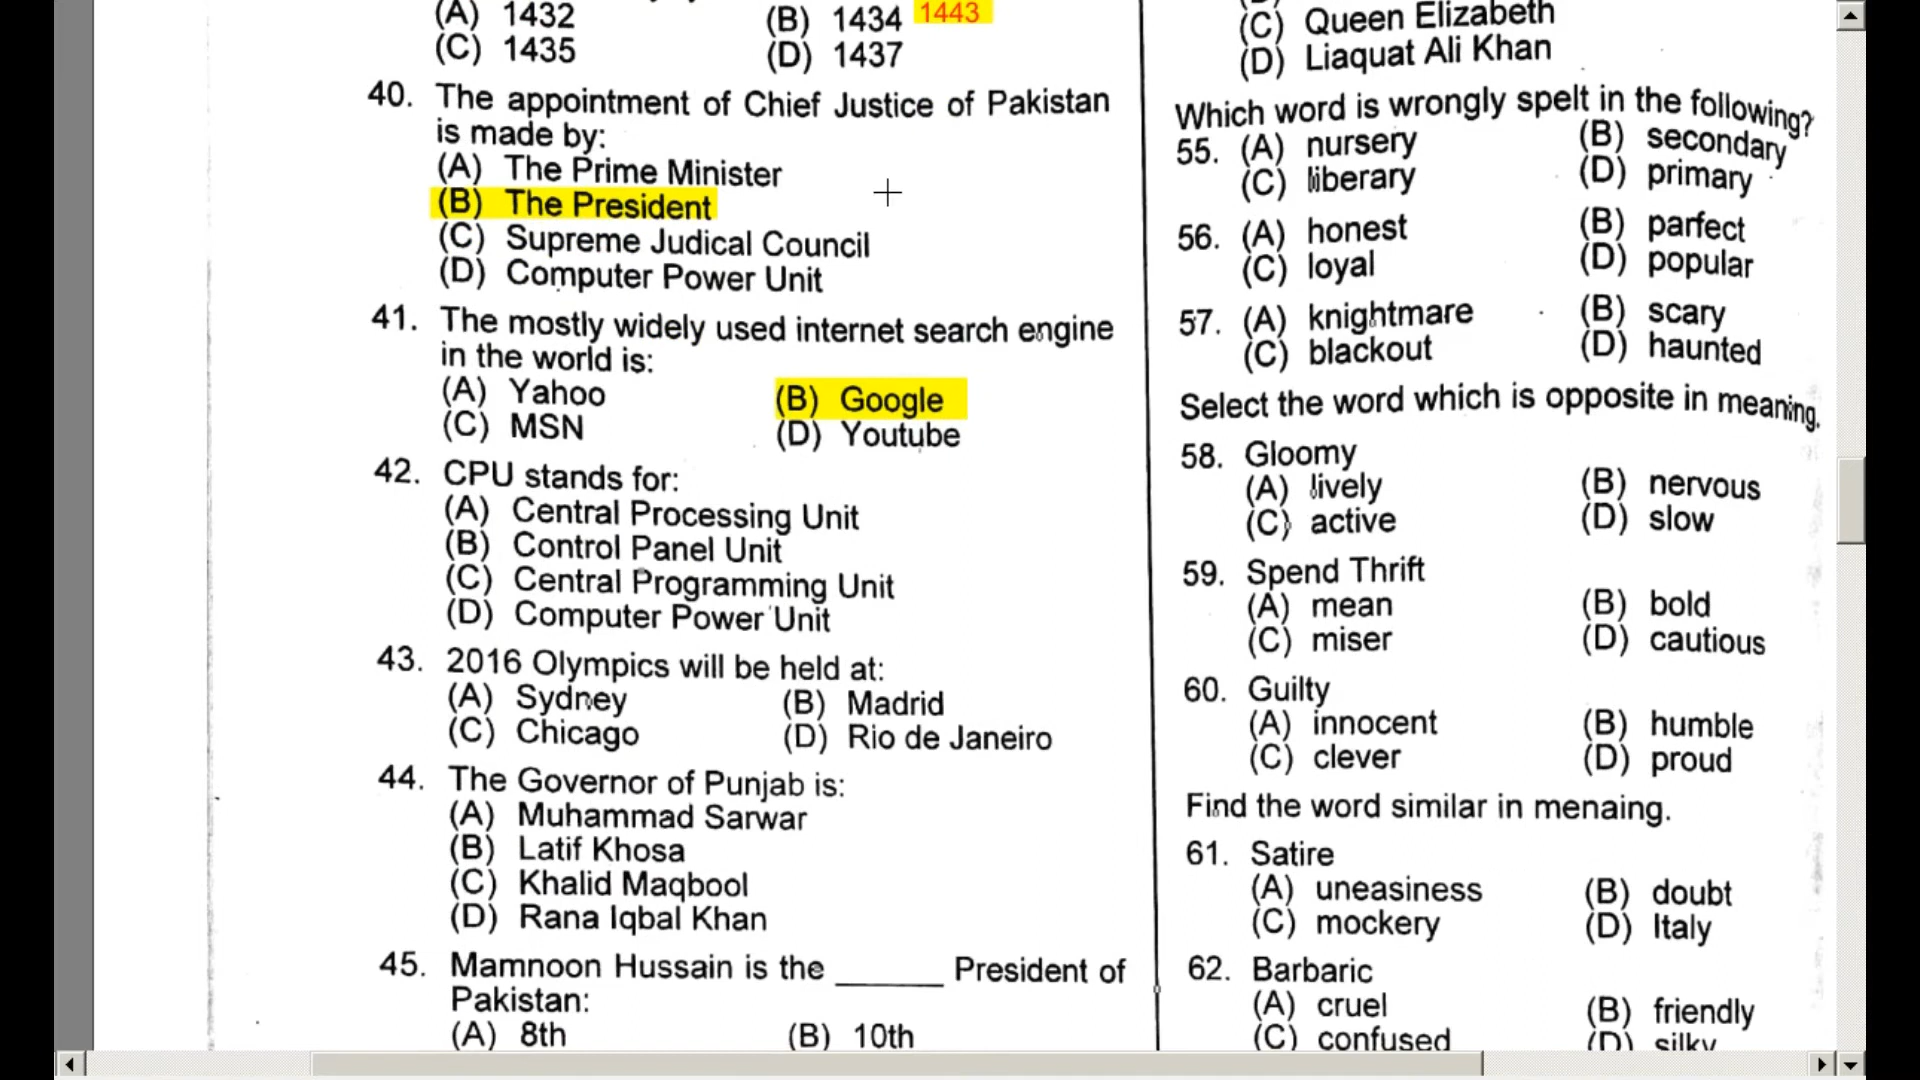 (A) 1432 (B) 1434 1443
(C) 1435 (D) 1437
40. The appointment of Chief Justice of Pakistan
is made by:
(A) The Prime Minister
(B) The President
(C) Supreme Judical Council
(D) Computer Power Unit
41. The mostly widely used internet search engine
in the world is:
(A) Yahoo (B) Google
(C) MSN (D) Youtube
42. CPU stands for:
(A) Central Processing Unit
(B) Control Panel Unit
(C) Central Programming Unit
(D) Computer Power Unit
43. 2016 Olympics will be held at:
(A) Sydney (B) Madrid
(C) Chicago (D) Rio de Janeiro
44. The Governor of Punjab is:
(A) Muhammad Sarwar
(B) Latif Khosa
(C) Khalid Maqbool
(D) Rana Iqbal Khan
45. Mamnoon Hussain is the ______ President of
Pakistan:
(A) 8th (B) 10th
(C) Queen Elizabeth
(D) Liaquat Ali Khan
Which word is wrongly spelt in the following?
55. (A) nursery (B) secondary
(C) liberary (D) primary
56. (A) honest (B) parfect
(C) loyal (D) popular
57. (A) knightmare (B) scary
(C) blackout (D) haunted
Select the word which is opposite in meaning.
58. Gloomy
(A) lively (B) nervous
(C) active (D) slow
59. Spend Thrift
(A) mean (B) bold
(C) miser (D) cautious
60. Guilty
(A) innocent (B) humble
(C) clever (D) proud
Find the word similar in menaing.
61. Satire
(A) uneasiness (B) doubt
(C) mockery (D) Italy
62. Barbaric
(A) cruel (B) friendly
(C) confused (D) silky